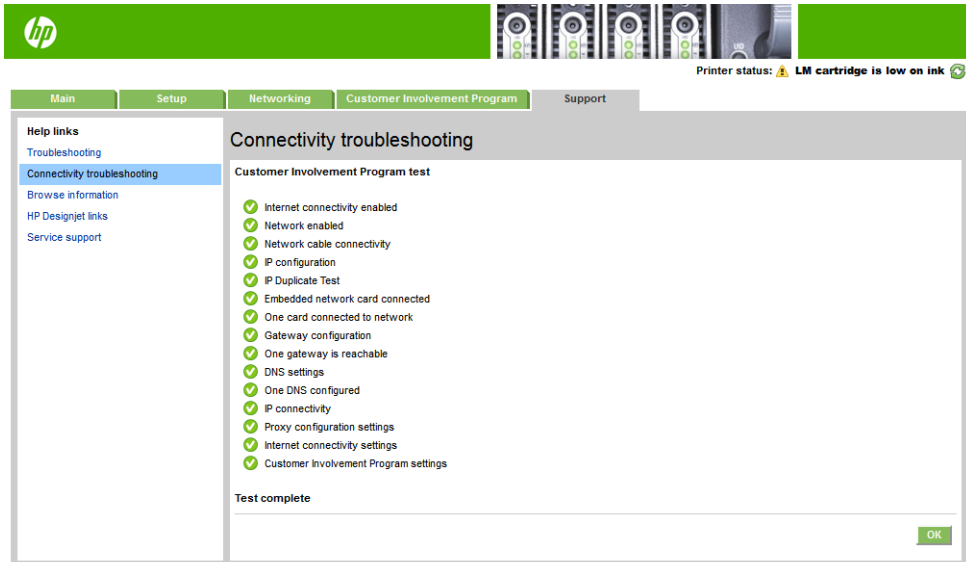 hp
UID
Printer status: LM cartridge is low on ink
Main Setup Networking Customer Involvement Program Support
Help links
Troubleshooting
Connectivity troubleshooting
Browse information
HP Designjet links
Service support
Connectivity troubleshooting
Customer Involvement Program test
Internet connectivity enabled
Network enabled
Network cable connectivity
IP configuration
IP Duplicate Test
Embedded network card connected
One card connected to network
Gateway configuration
One gateway is reachable
DNS settings
One DNS configured
IP connectivity
Proxy configuration settings
Internet connectivity settings
Customer Involvement Program settings
Test complete
OK